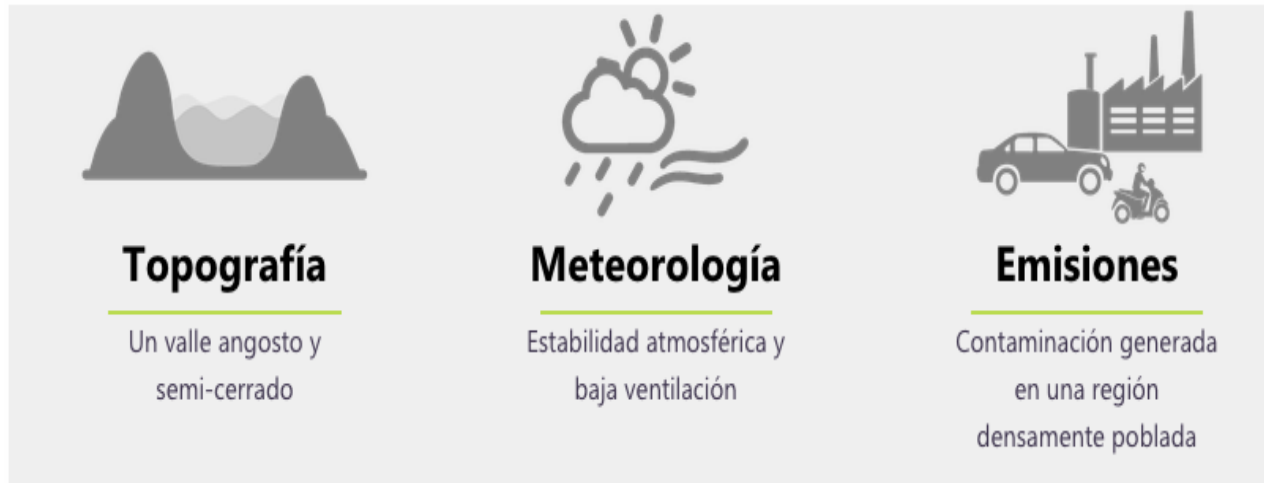 Topografía
Un valle angosto y
semi-cerrado
Meteorología
Estabilidad atmosférica y
baja ventilación
Emisiones
Contaminación generada
en una región
densamente poblada